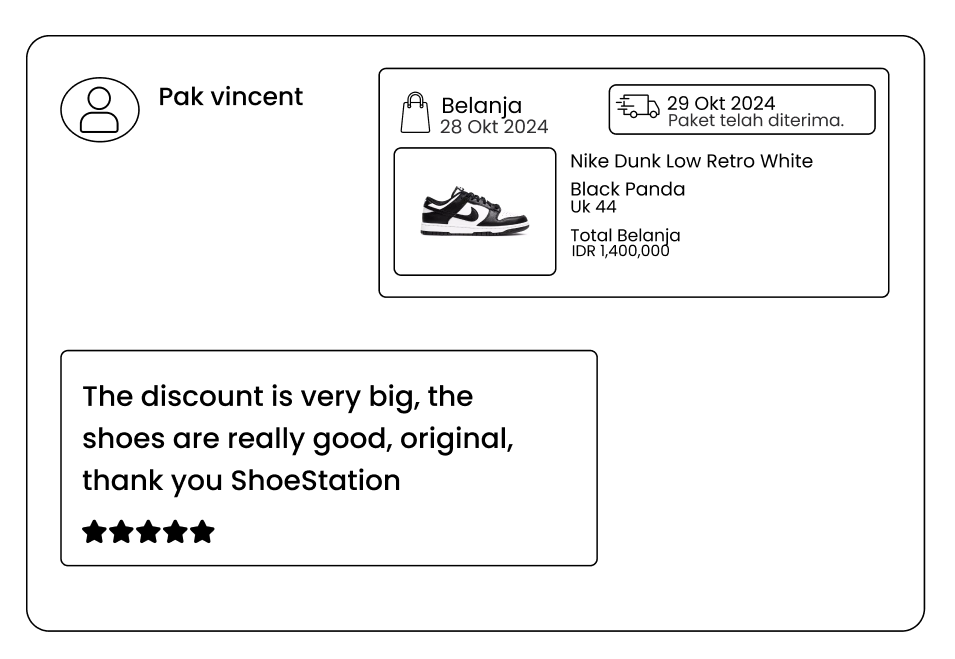 Pak vincent
Belanja
28 Okt 2024
29 Okt 2024
Paket telah diterima.
Nike Dunk Low Retro White
Black Panda
Uk 44
Total Belanja
IDR 1,400,000
The discount is very big, the
shoes are really good, original,
thank you ShoeStation